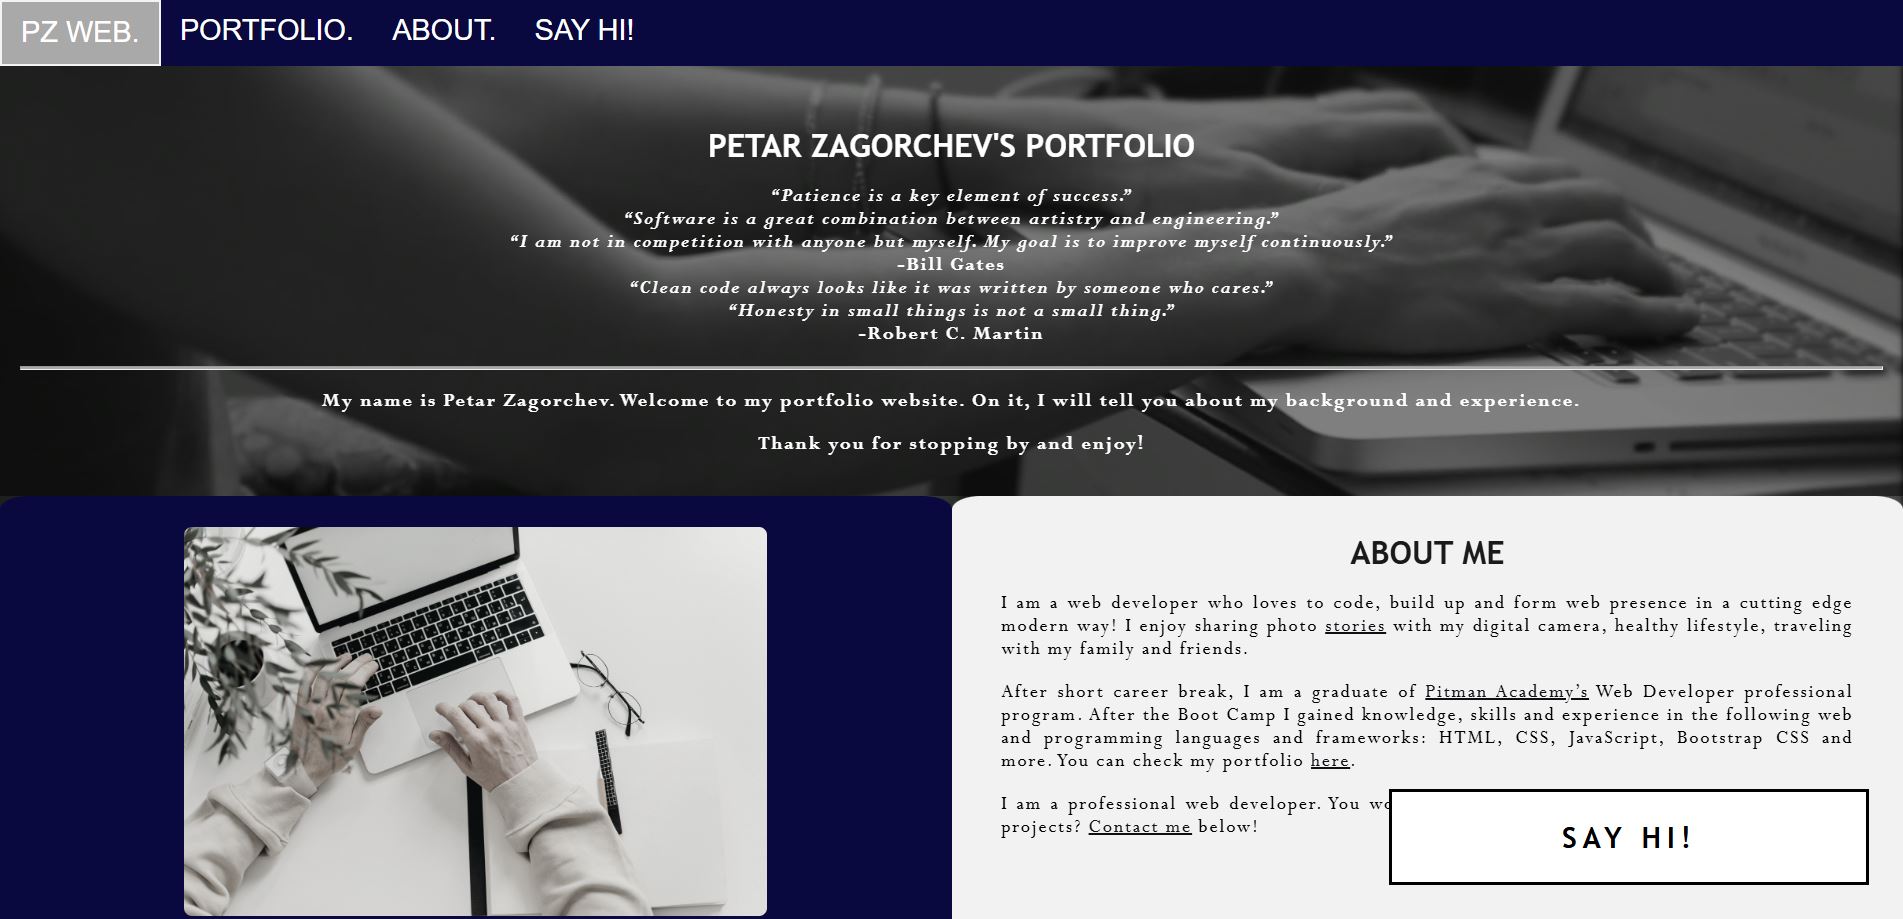 PZ WEB. PORTFOLIO. ABOUT. SAY HI!
PETAR ZAGORCHEV'S PORTFOLIO
“Patience is a key element of success.”
“Software is a great combination between artistry and engineering.”
“I am not in competition with anyone but myself. My goal is to improve myself continuously.”
-Bill Gates
“Clean code always looks like it was written by someone who cares.”
“Honesty in small things is not a small thing.”
-Robert C. Martin
My name is Petar Zagorchev. Welcome to my portfolio website. On it, I will tell you about my background and experience.
Thank you for stopping by and enjoy!
ABOUT ME
I am a web developer who loves to code, build up and form web presence in a cutting edge
modern way! I enjoy sharing photo stories with my digital camera, healthy lifestyle, traveling
with my family and friends.
After short career break, I am a graduate of Pitman Academy’s Web Developer professional
program. After the Boot Camp I gained knowledge, skills and experience in the following web
and programming languages and frameworks: HTML, CSS, JavaScript, Bootstrap CSS and
more. You can check my portfolio here.
I am a professional web developer. You
projects? Contact me below!
SAY HI!